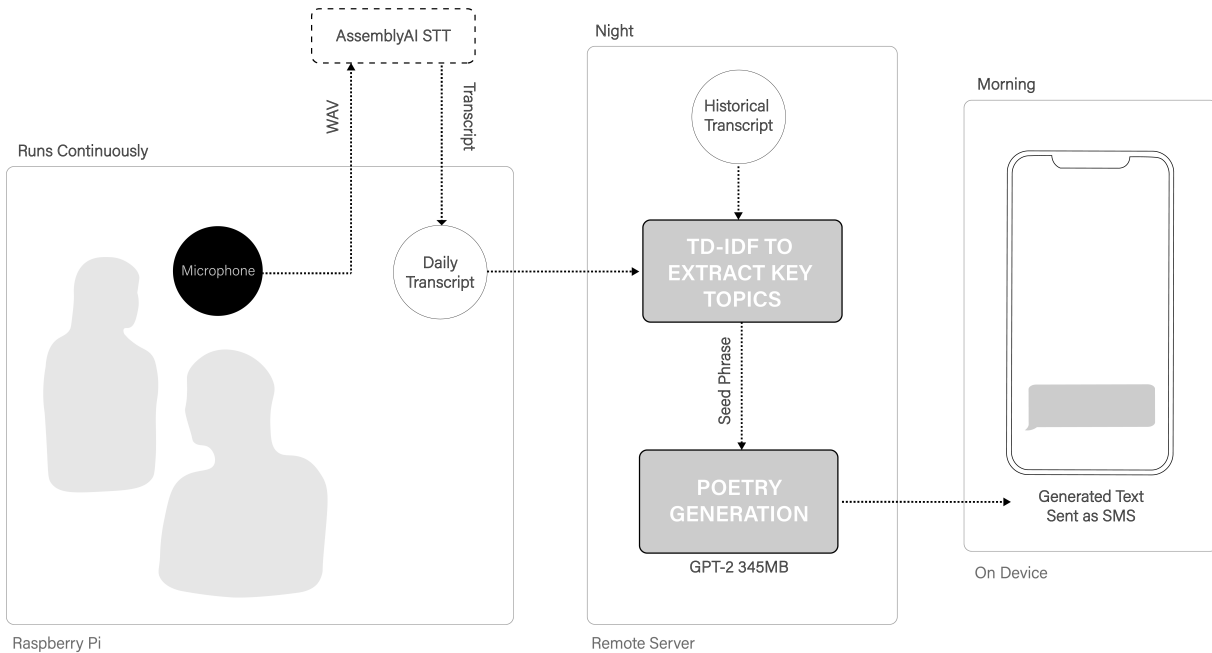 AssemblyAI STT
WAV
Transcript
Runs Continuously
Microphone
Daily
Transcript
Raspberry Pi
Night
Historical
Transcript
TD-IDF TO
EXTRACT KEY
TOPICS
Seed Phrase
POETRY
GENERATION
GPT-2 345MB
Remote Server
Morning
Generated Text
Sent as SMS
On Device